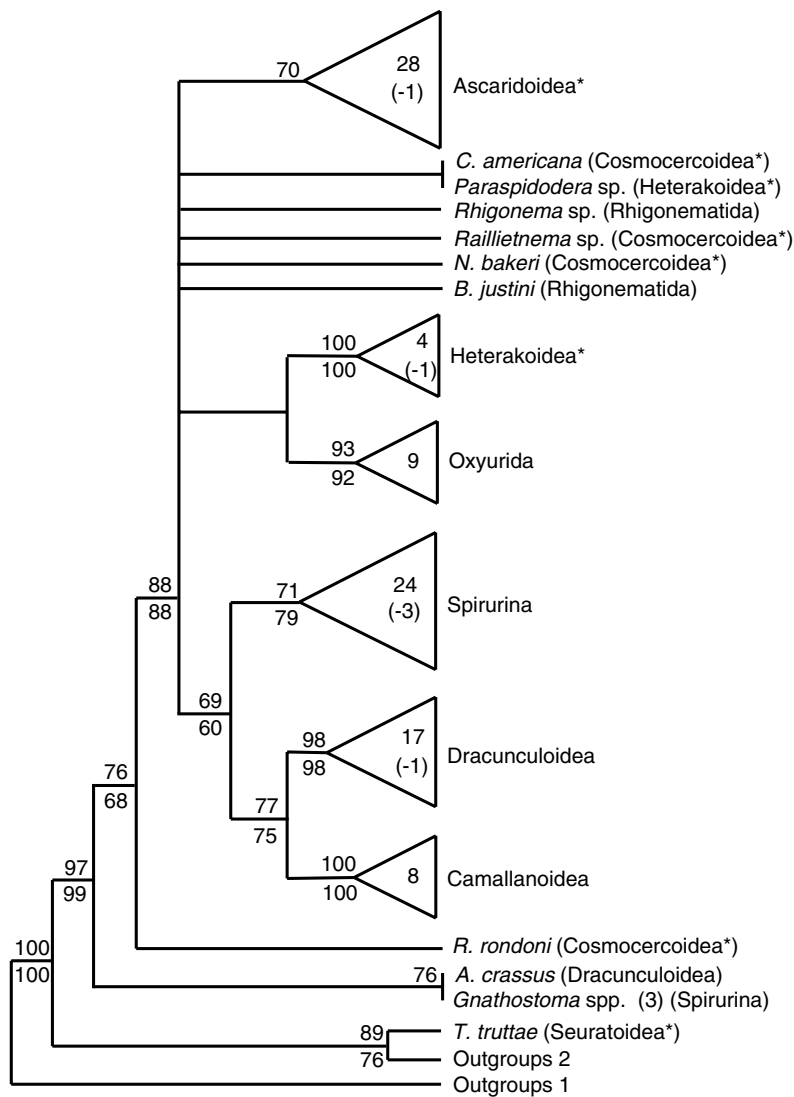 70
28
(-1)
Ascaridoidea*
C. americana (Cosmocercoidea*)
Paraspidodera sp. (Heterakoidea*)
Rhigonema sp. (Rhigonematida)
Raillietnema sp. (Cosmocercoidea*)
N. bakeri (Cosmocercoidea*)
B. justini (Rhigonematida)
100
100
4
(-1)
Heterakoidea*
93
92
9
Oxyurida
88
88
71
79
24
(-3)
Spirurina
69
60
98
98
17
(-1)
Dracunculoidea
76
68
77
75
100
100
8
Camallanoidea
97
99
R. rondoni (Cosmocercoidea*)
100
100
76
A. crassus (Dracunculoidea)
Gnathostoma spp. (3) (Spirurina)
89
76
T. truttae (Seuratoidea*)
Outgroups 2
Outgroups 1